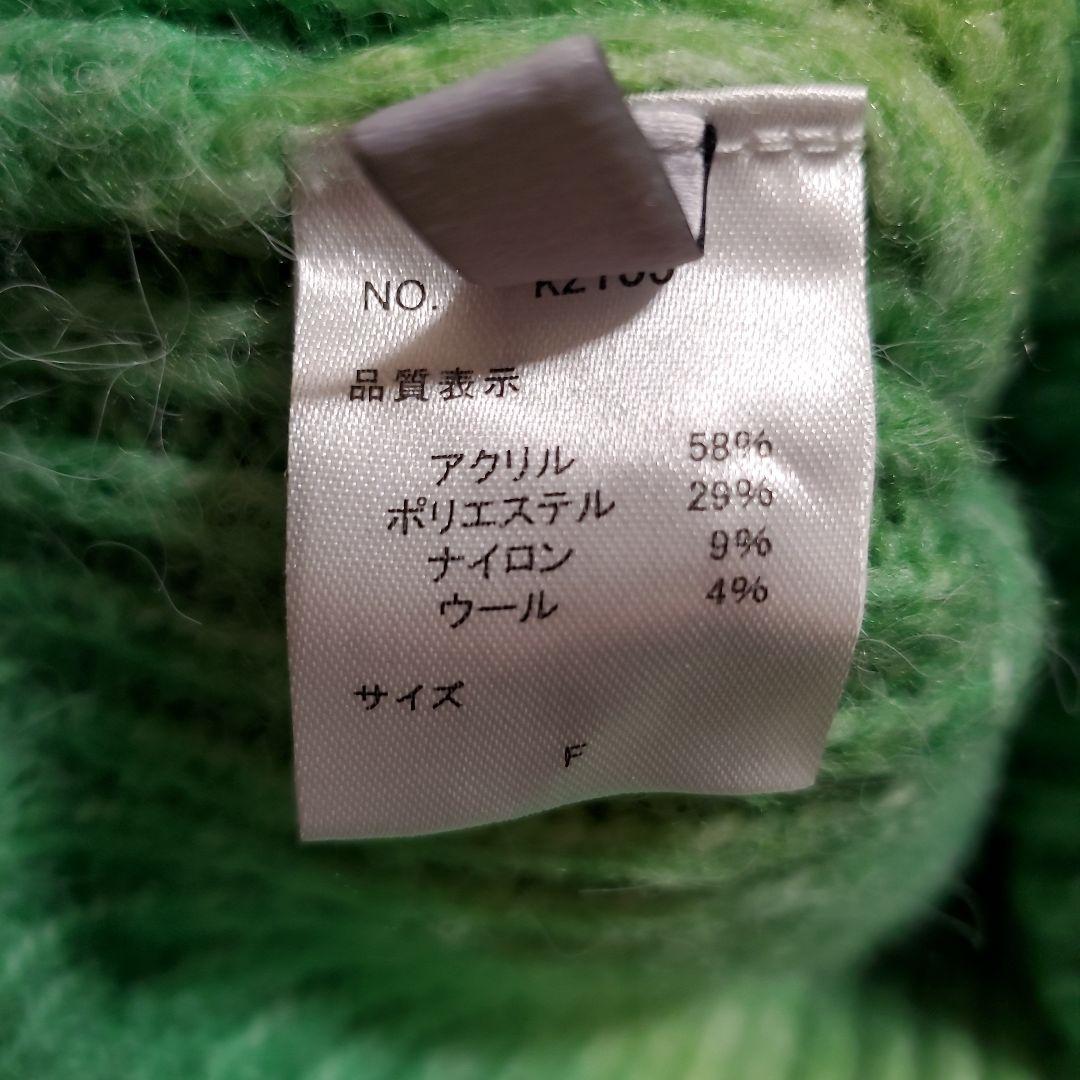 NO.
品質表示
アクリル 58%
ポリエステル 29%
ナイロン 9%
ウール 4%
サイズ
F